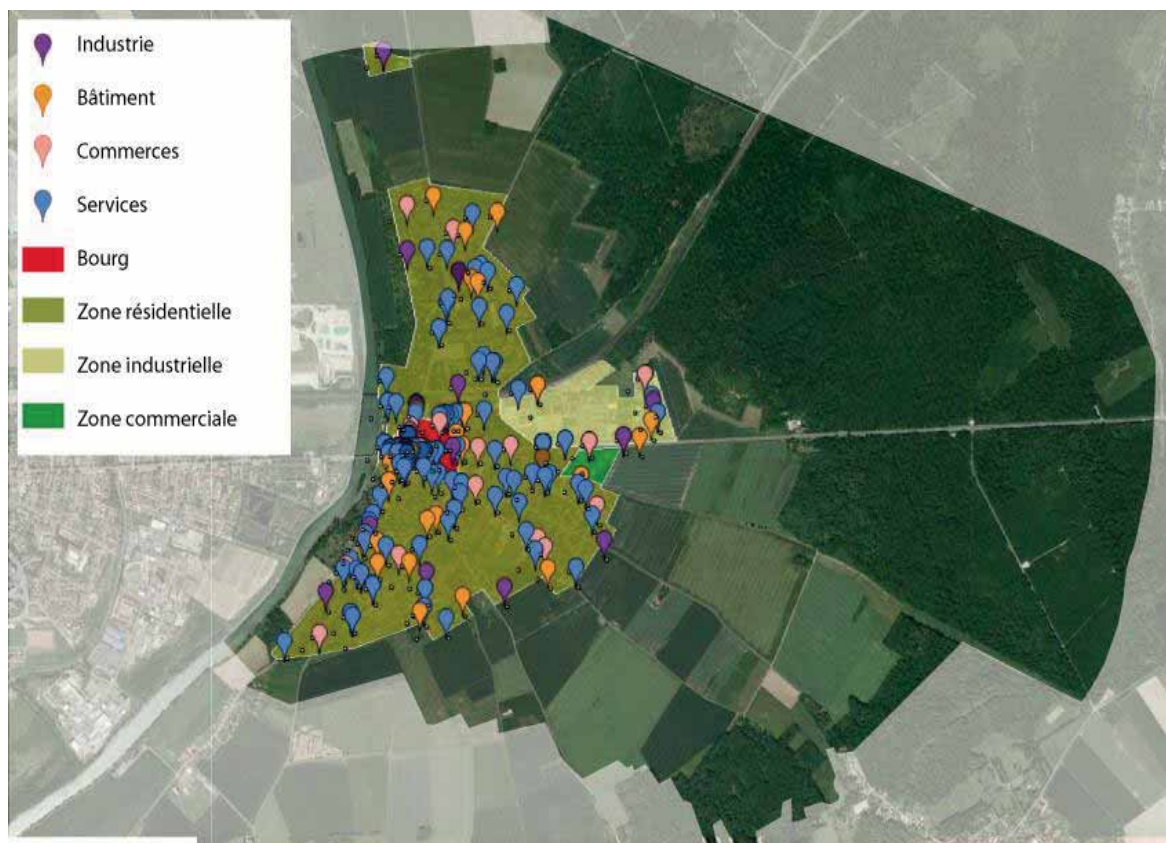 Industrie
Bâtiment
Commerces
Services
Bourg
Zone résidentielle
Zone industrielle
Zone commerciale